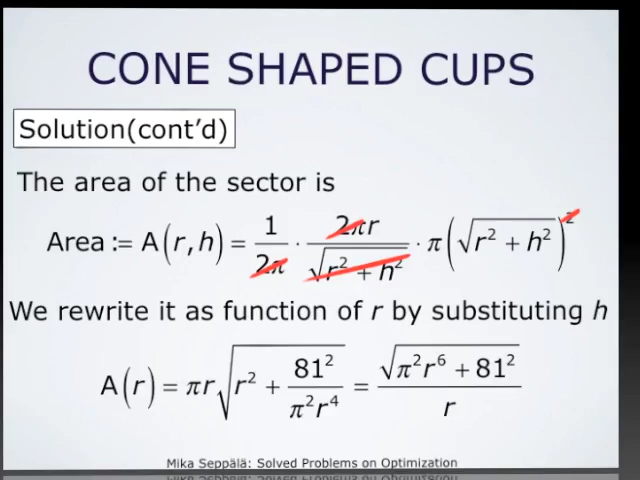 CONE SHAPED CUPS
Solution(cont'd)
The area of the sector is
Area := A(r,h) = 1/2π · 2πr/√(r² + h²) · π(√(r² + h²))²
We rewrite it as function of r by substituting h
A(r) = πr√(r² + 81²/π²r⁴) = √(π²r⁶ + 81²)/r
Mika Seppälä: Solved Problems on Optimization